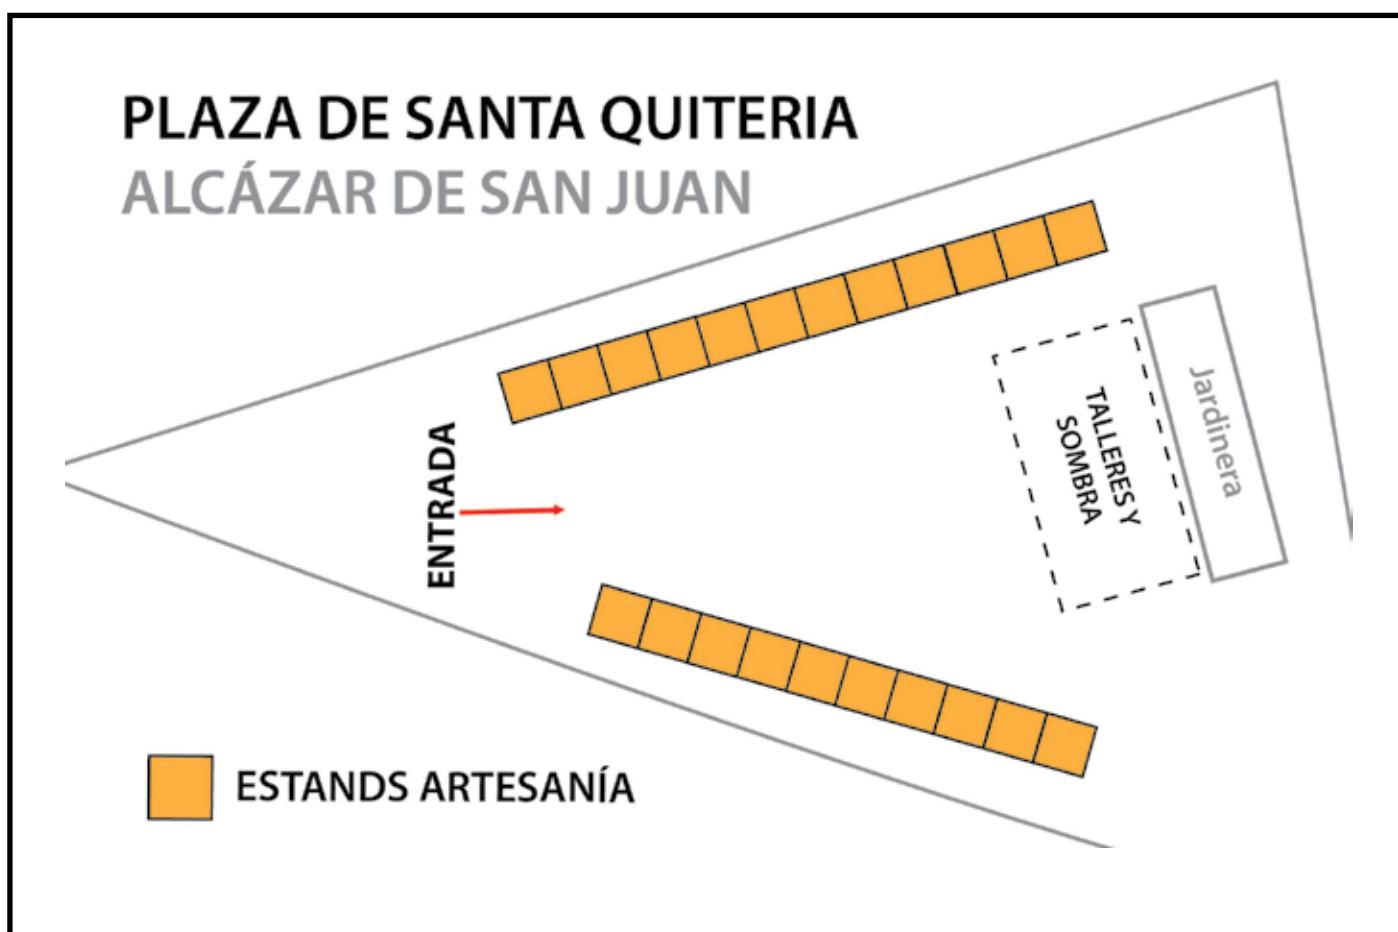 PLAZA DE SANTA QUITERIA
ALCÁZAR DE SAN JUAN
ENTRADA
TALLERES Y
SOMBRA
Jardinera
ESTANDS ARTESANÍA